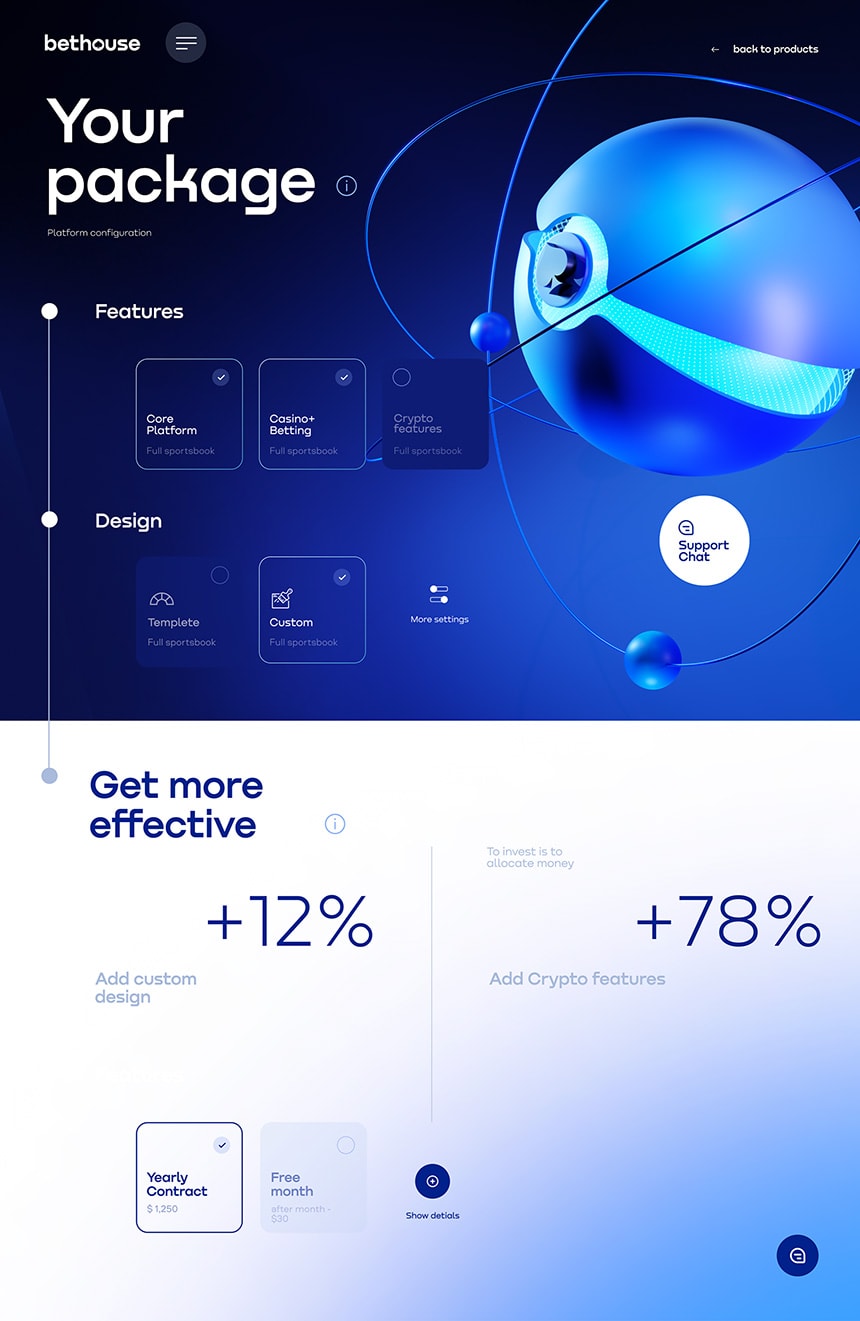 bethouse
← back to products
Your
package
Platform configuration
Features
Core
Platform
Full sportsbook
Casino+
Betting
Full sportsbook
Crypto
features
Full sportsbook
Design
Templete
Full sportsbook
Custom
Full sportsbook
More settings
Support
Chat
Get more
effective
+12%
Add custom
design
To invest is to
allocate money
+78%
Add Crypto features
Yearly
Contract
$ 1,250
Free
month
after month -
$30
Show detials